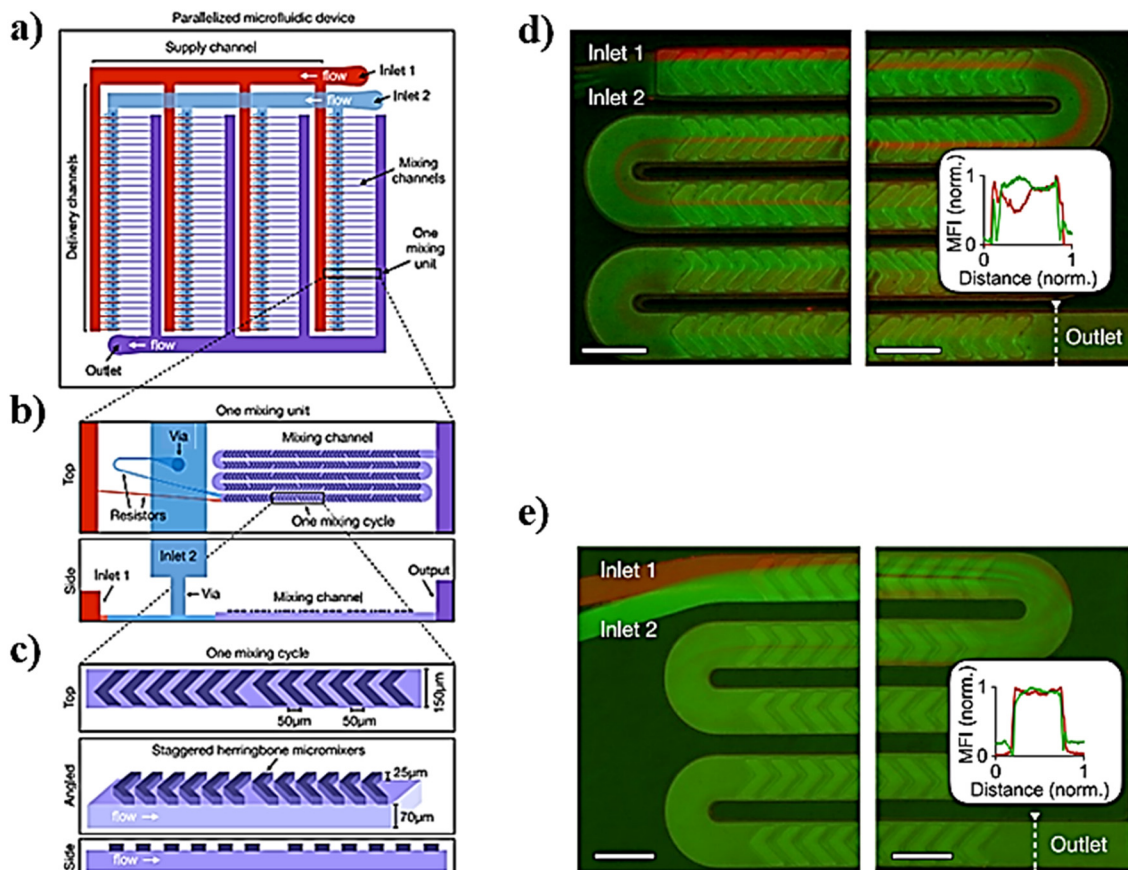 a)
Parallelized microfluidic device
Supply channel
flow
Inlet 1
flow
Inlet 2
Delivery channels
Mixing channels
One mixing unit
flow
Outlet
b)
One mixing unit
Top
Via
Mixing channel
Resistors
One mixing cycle
Side
Inlet 1
Inlet 2
Via
Mixing channel
Output
c)
One mixing cycle
Top
50µm
50µm
150µm
Staggered herringbone micromixers
Angled
25µm
flow
70µm
Side
flow
d)
Inlet 1
Inlet 2
MFI (norm.)
1
0
0
1
Distance (norm.)
Outlet
e)
Inlet 1
Inlet 2
MFI (norm.)
1
0
0
1
Distance (norm.)
Outlet